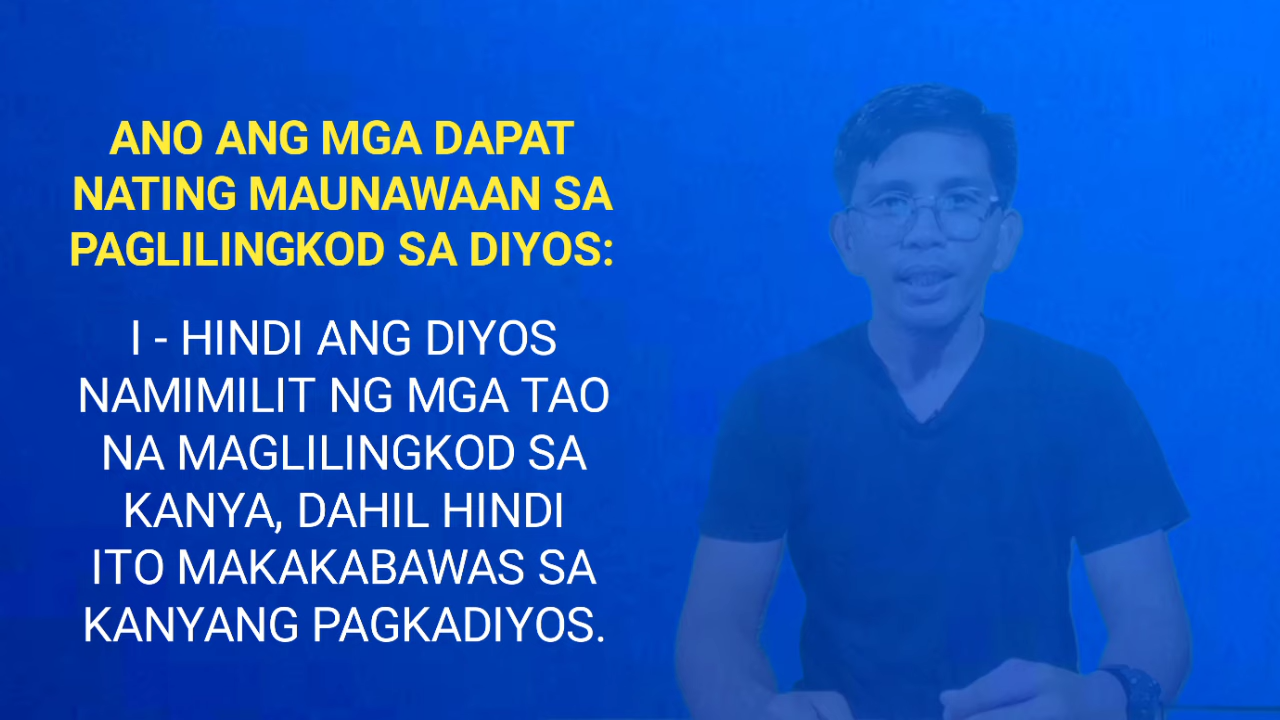 ANO ANG MGA DAPAT
NATING MAUNAWAAN SA
PAGLILINGKOD SA DIYOS:
I - HINDI ANG DIYOS
NAMIMILIT NG MGA TAO
NA MAGLILINGKOD SA
KANYA, DAHIL HINDI
ITO MAKAKABAWAS SA
KANYANG PAGKADIYOS.